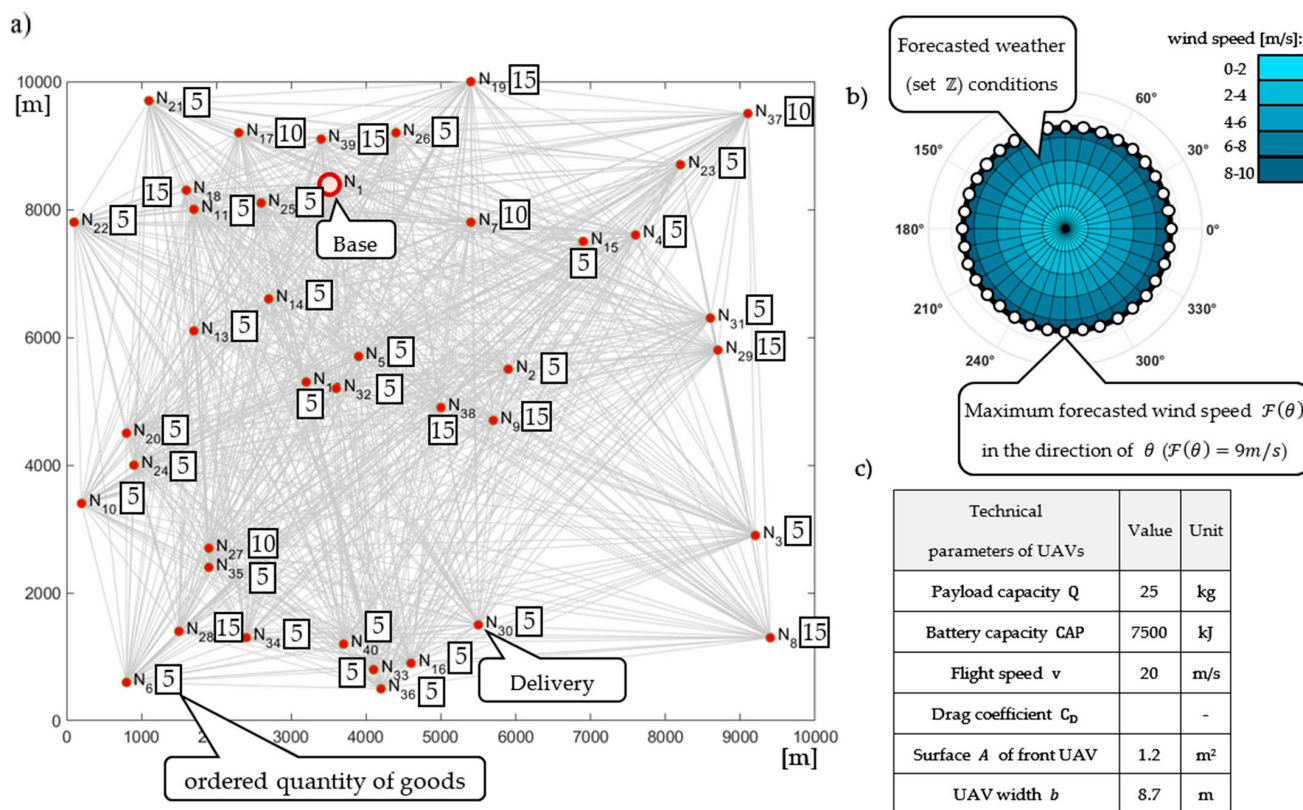 a)
10000
[m]
8000
6000
4000
2000
0
0
1000
3000
4000
5000
6000
7000
8000
9000
10000
[m]
N19 15
N21 5
N37 10
N17 10
N39 15
N26 5
N23 5
N1
15 N18
N11 5
N25 5
N22 5
Base
N7 10
N15
5
N4 5
N14 5
N13 5
N31 5
N29 15
N5 5
N2 5
N32 5
5
N38
15
N9 15
N20 5
N24 5
N10 5
N27 10
N35
5
N3 5
N28 15
N34 5
N40
5
N30 5
N8 15
5 N33
N16 5
N36 5
N6 5
Delivery
ordered quantity of goods
b)
Forecasted weather
(set ℤ) conditions
wind speed [m/s]:
0-2
2-4
4-6
6-8
8-10
60°
30°
0°
330°
300°
240°
210°
180°
150°
Maximum forecasted wind speed ℱ(θ)
in the direction of θ (ℱ(θ) = 9m/s)
c)
Technical
parameters of UAVs
Value
Unit
Payload capacity Q 25 kg
Battery capacity CAP 7500 kJ
Flight speed v 20 m/s
Drag coefficient CD -
Surface A of front UAV 1.2 m²
UAV width b 8.7 m